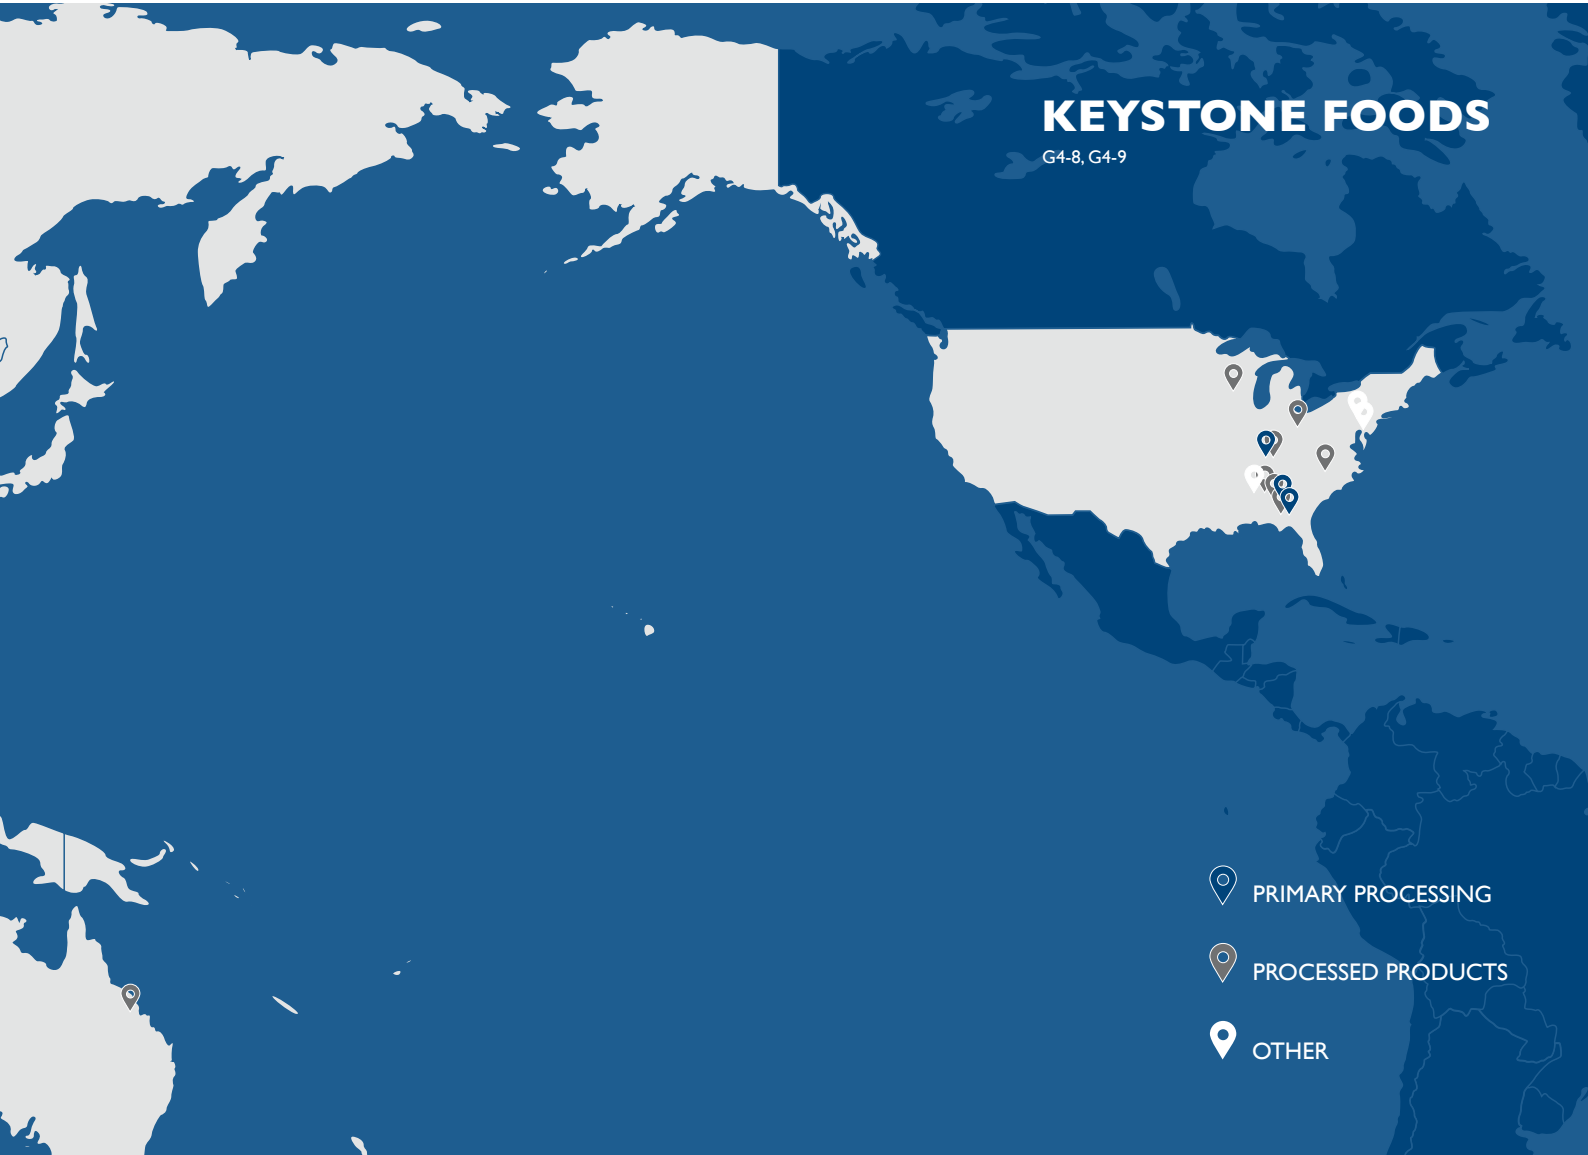 KEYSTONE FOODS
G4-8, G4-9
PRIMARY PROCESSING
PROCESSED PRODUCTS
OTHER